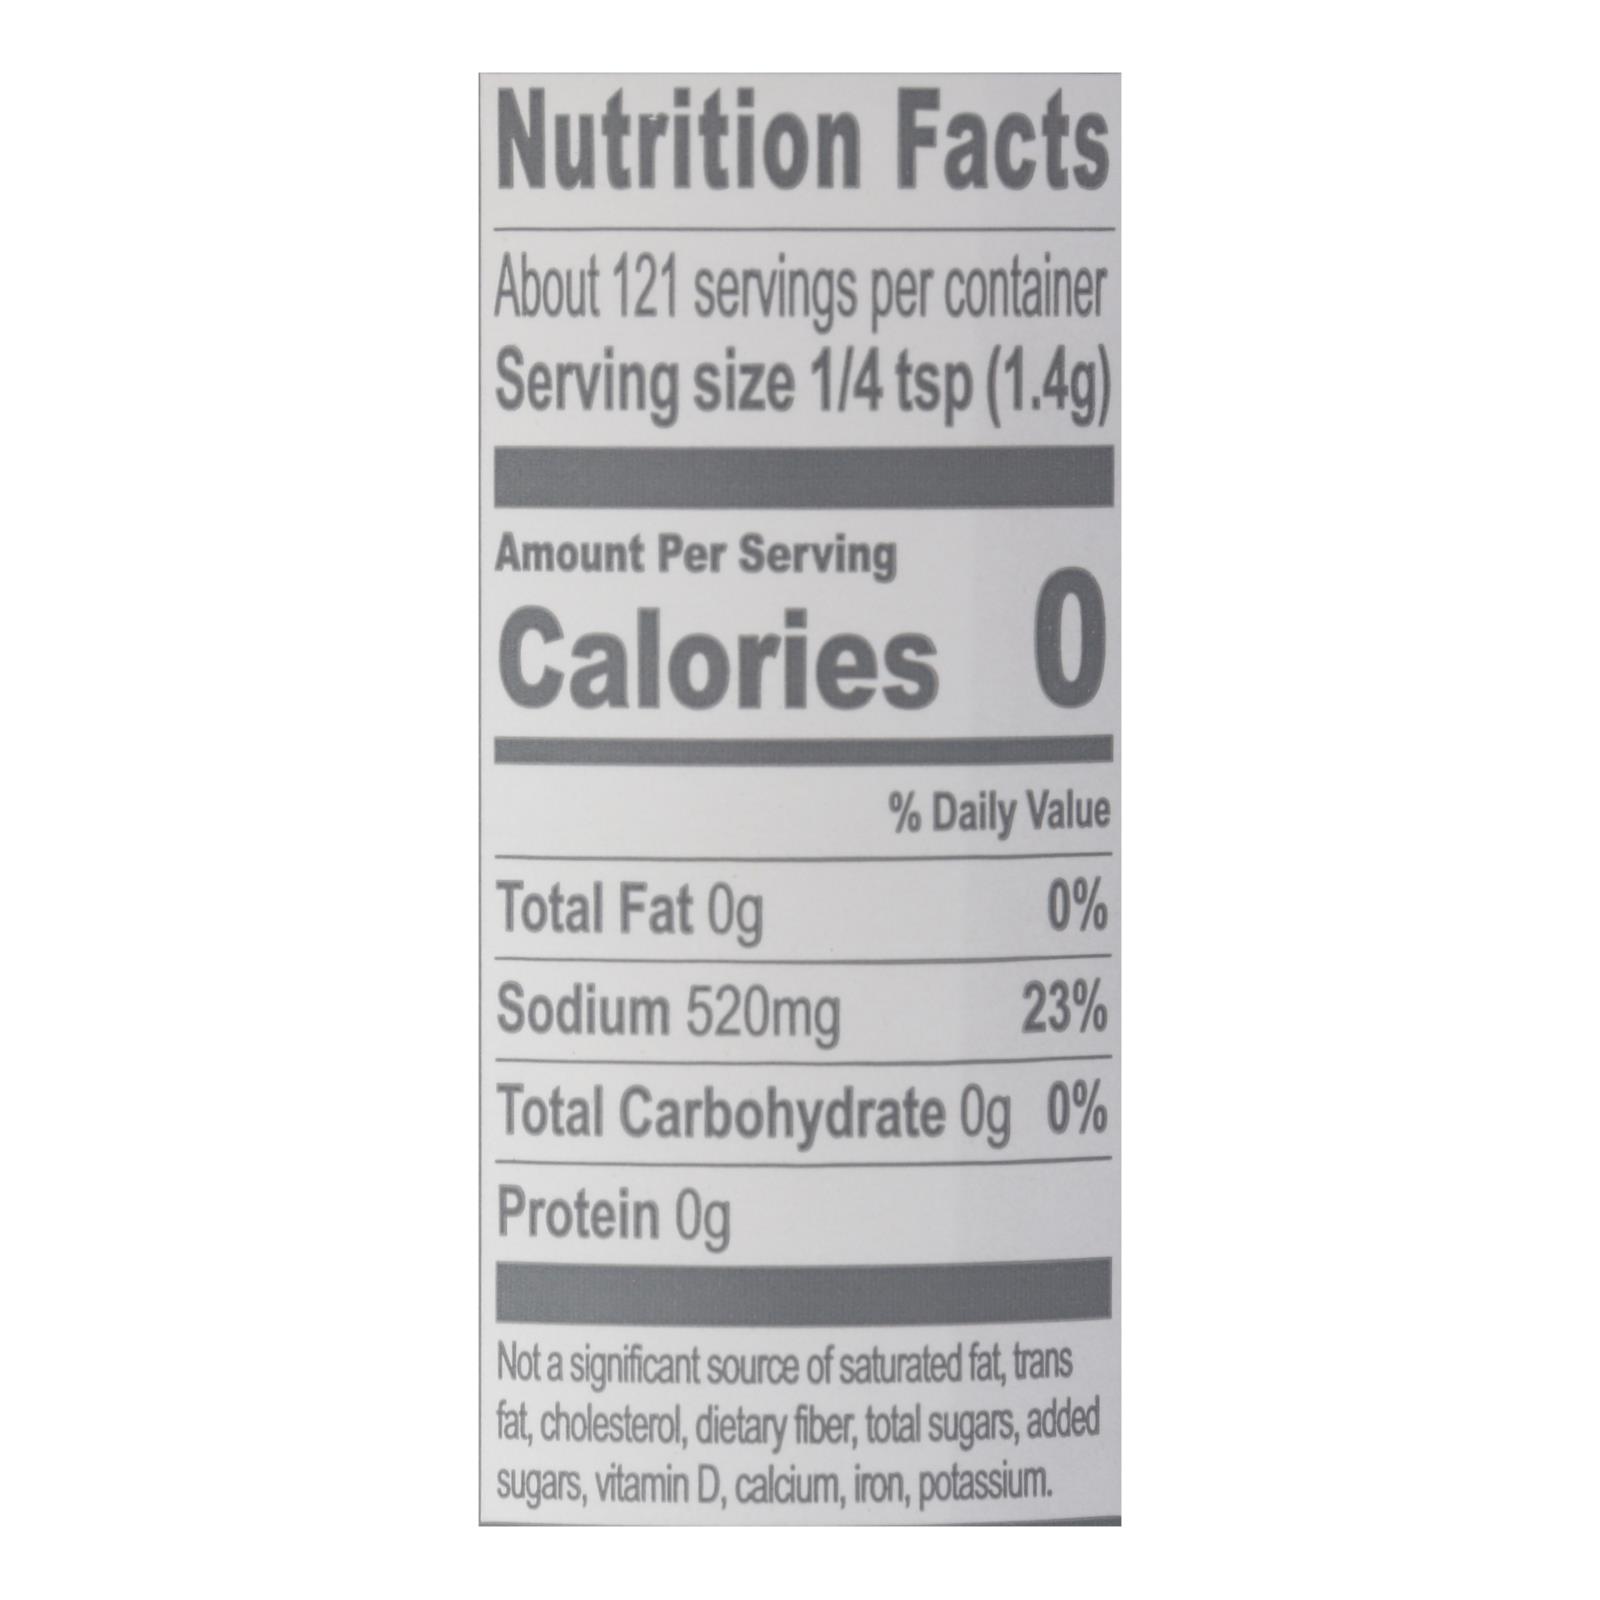 Nutrition Facts
About 121 servings per container
Serving size 1/4 tsp (1.4g)
Amount Per Serving
Calories 0
% Daily Value
Total Fat 0g 0%
Sodium 520mg 23%
Total Carbohydrate 0g 0%
Protein 0g
Not a significant source of saturated fat, trans
fat, cholesterol, dietary fiber, total sugars, added
sugars, vitamin D, calcium, iron, potassium.